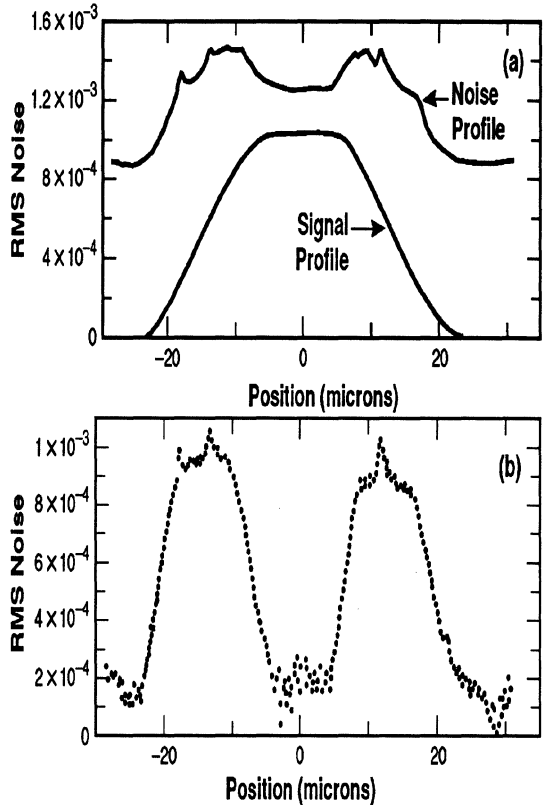 (a)
RMS Noise
1.6×10⁻³
1.2×10⁻³
8×10⁻⁴
4×10⁻⁴
0
Noise
Profile
Signal
Profile
−20
0
20
Position (microns)
(b)
RMS Noise
1×10⁻³
8×10⁻⁴
6×10⁻⁴
4×10⁻⁴
2×10⁻⁴
0
−20
0
20
Position (microns)